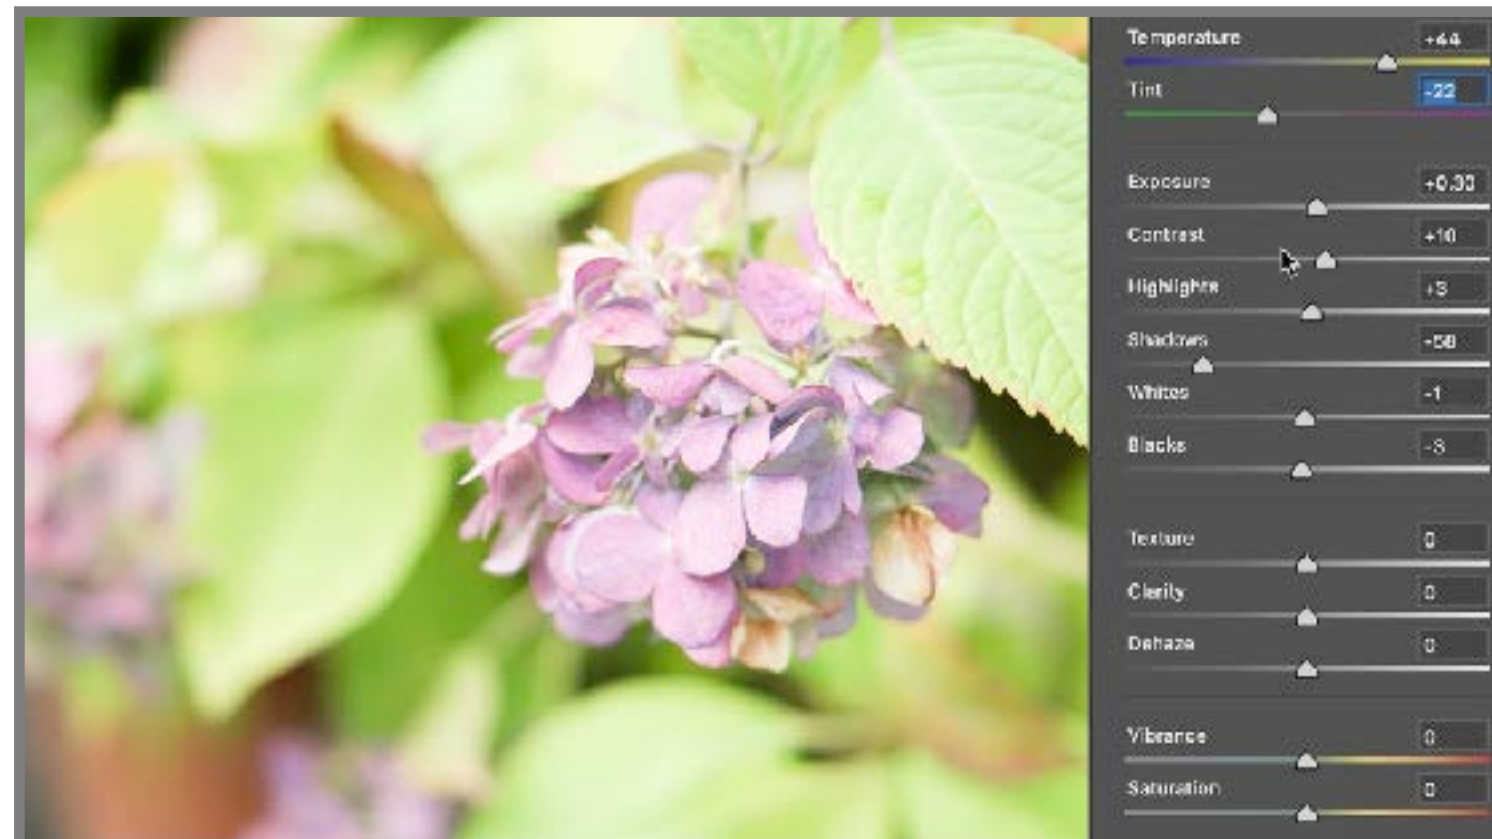 Temperature +44
Tint -22
Exposure +0.30
Contrast +10
Highlights +3
Shadows -58
Whites -1
Blacks -3
Texture 0
Clarity 0
Dehaze 0
Vibrance 0
Saturation 0